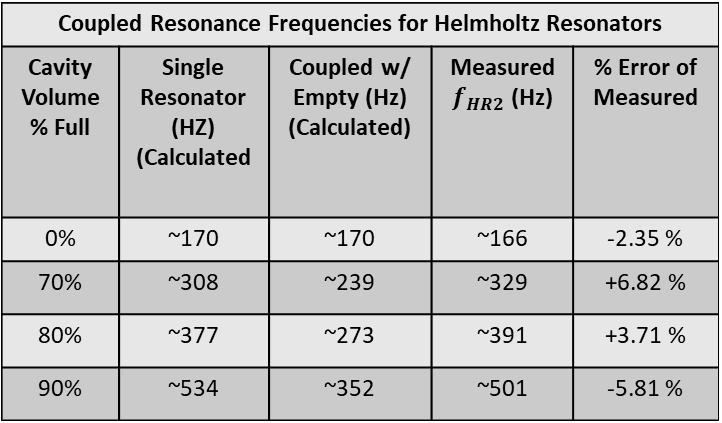 Coupled Resonance Frequencies for Helmholtz Resonators
Cavity Volume % Full | Single Resonator (HZ) (Calculated | Coupled w/ Empty (Hz) (Calculated) | Measured f_HR2 (Hz) | % Error of Measured
0% | ~170 | ~170 | ~166 | -2.35 %
70% | ~308 | ~239 | ~329 | +6.82 %
80% | ~377 | ~273 | ~391 | +3.71 %
90% | ~534 | ~352 | ~501 | -5.81 %